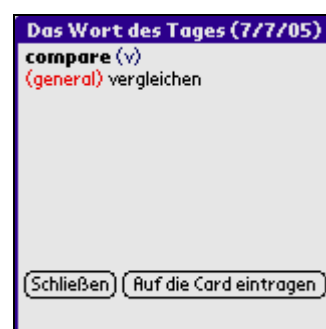 Das Wort des Tages (7/7/05)
compare (v)
(general) vergleichen
Schließen Auf die Card eintragen